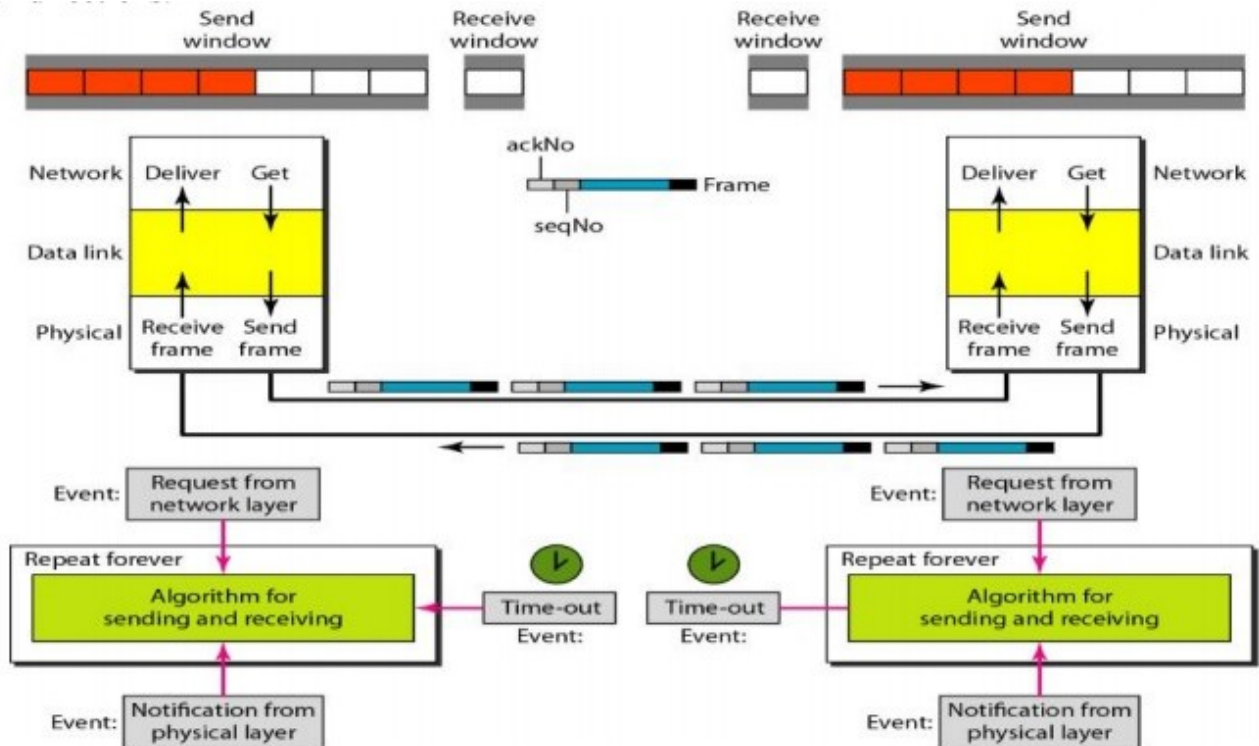 Send
window
Receive
window
Receive
window
Send
window
ackNo
Frame
seqNo
Network
Deliver
Get
Data link
Physical
Receive
frame
Send
frame
Deliver
Get
Network
Data link
Receive
frame
Send
frame
Physical
Event:
Request from
network layer
Event:
Request from
network layer
Repeat forever
Algorithm for
sending and receiving
Time-out
Event:
Time-out
Event:
Repeat forever
Algorithm for
sending and receiving
Event:
Notification from
physical layer
Event:
Notification from
physical layer